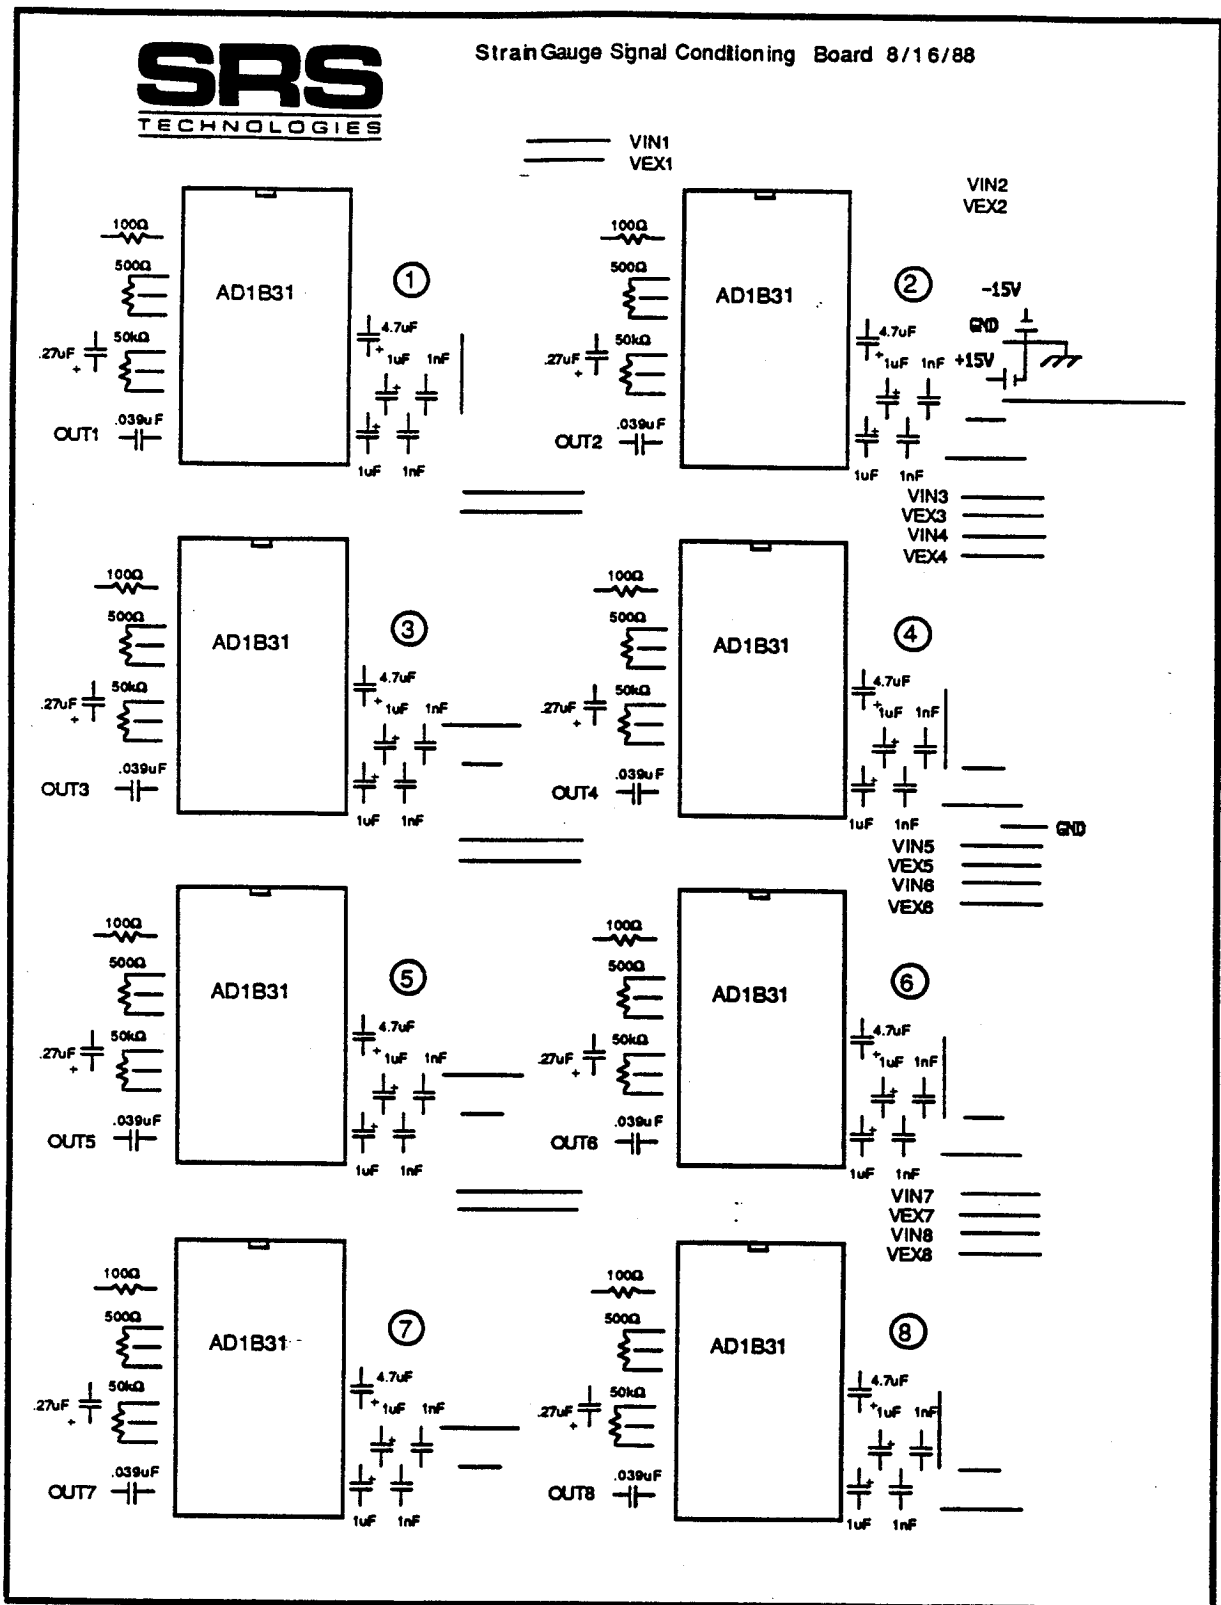 SRS
TECHNOLOGIES
Strain Gauge Signal Conditioning Board 8/16/88
VIN1
VEX1
VIN2
VEX2
100Ω
500Ω
AD1B31
1
4.7uF
50kΩ
.27uF
+
+
1uF
1nF
+
.039uF
OUT1
+
1uF
1nF
100Ω
500Ω
AD1B31
2
4.7uF
50kΩ
.27uF
+
+
1uF
1nF
+
.039uF
OUT2
+
1uF
1nF
-15V
GND
+15V
VIN3
VEX3
VIN4
VEX4
100Ω
500Ω
AD1B31
3
4.7uF
50kΩ
.27uF
+
+
1uF
1nF
+
.039uF
OUT3
+
1uF
1nF
100Ω
500Ω
AD1B31
4
4.7uF
50kΩ
.27uF
+
+
1uF
1nF
+
.039uF
OUT4
+
1uF
1nF
GND
VIN5
VEX5
VIN6
VEX6
100Ω
500Ω
AD1B31
5
4.7uF
50kΩ
.27uF
+
+
1uF
1nF
+
.039uF
OUT5
+
1uF
1nF
100Ω
500Ω
AD1B31
6
4.7uF
50kΩ
.27uF
+
+
1uF
1nF
+
.039uF
OUT6
+
1uF
1nF
VIN7
VEX7
VIN8
VEX8
100Ω
500Ω
AD1B31
7
4.7uF
50kΩ
.27uF
+
+
1uF
1nF
+
.039uF
OUT7
+
1uF
1nF
100Ω
500Ω
AD1B31
8
4.7uF
50kΩ
.27uF
+
+
1uF
1nF
+
.039uF
OUT8
+
1uF
1nF